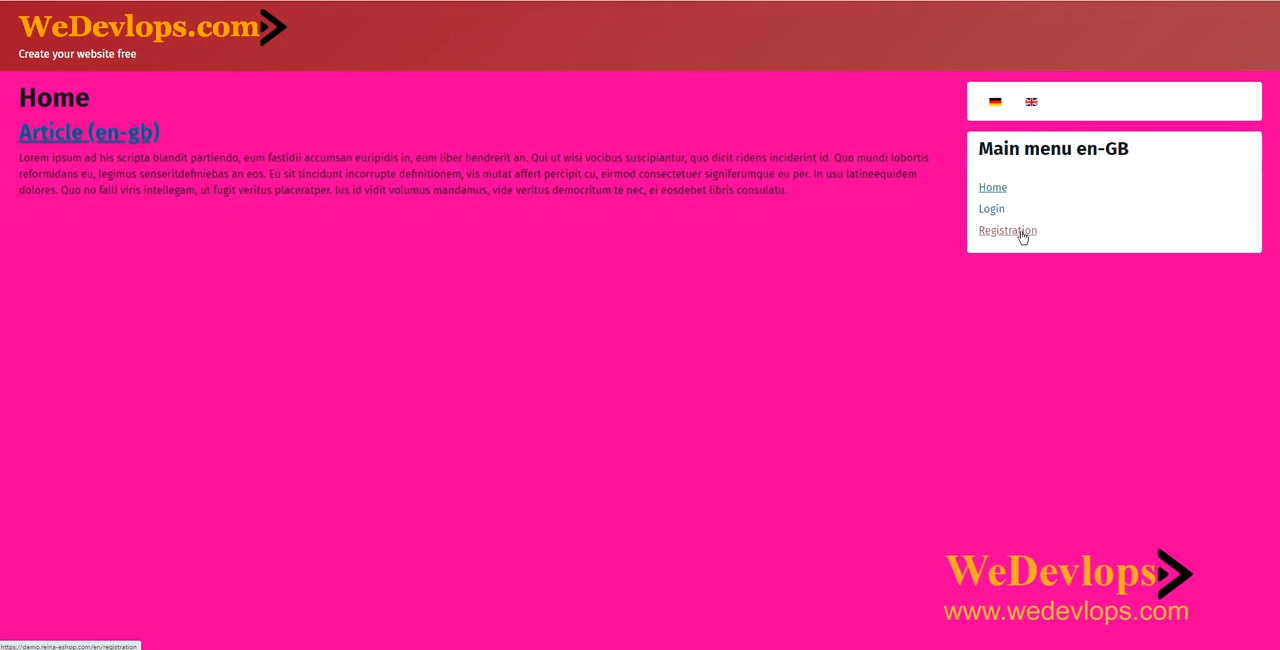 WeDevlops.com
Create your website free
Home
Article (en-gb)
Lorem ipsum ad his scripta blandit partiendo, eum fastidii accumsan euripidis in, eum liber hendrerit an. Qui ut wisi vocibus suscipiantur, quo dicit ridens inciderint id. Quo mundi lobortis
reformidans eu, legimus senseritdefiniebas an eos. Eu sit tincidunt incorrupte definitionem, vis mutat affert percipit cu, eirmod consectetuer signiferumque eu per. In usu latineequidem
dolores. Quo no falli viris intellegam, ut fugit veritus placeratper. Ius id vidit volumus mandamus, vide veritus democritum te nec, ei eosdebet libris consulatu.
Main menu en-GB
Home
Login
Registration
WeDevlops
www.wedevlops.com
https://demo.reina-eshop.com/en/registration